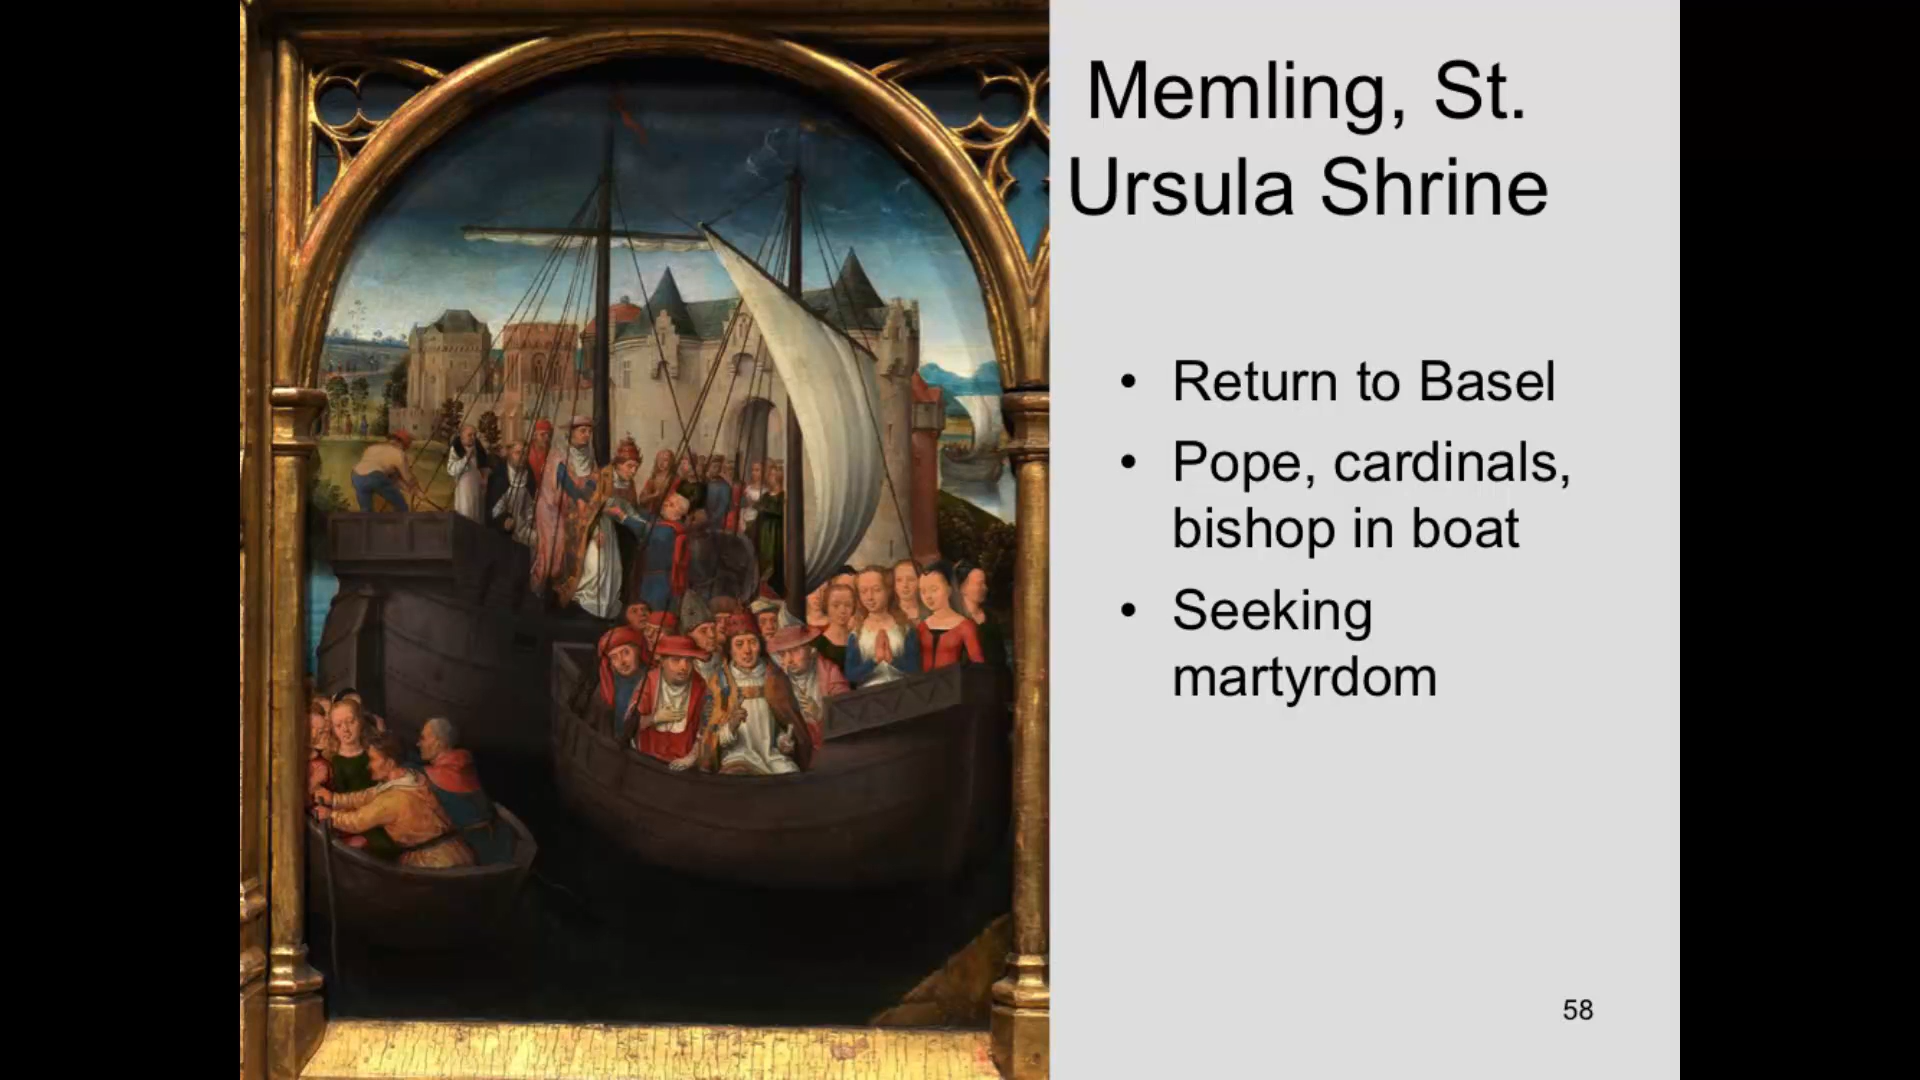 Memling, St.
Ursula Shrine
• Return to Basel
• Pope, cardinals,
bishop in boat
• Seeking
martyrdom
58